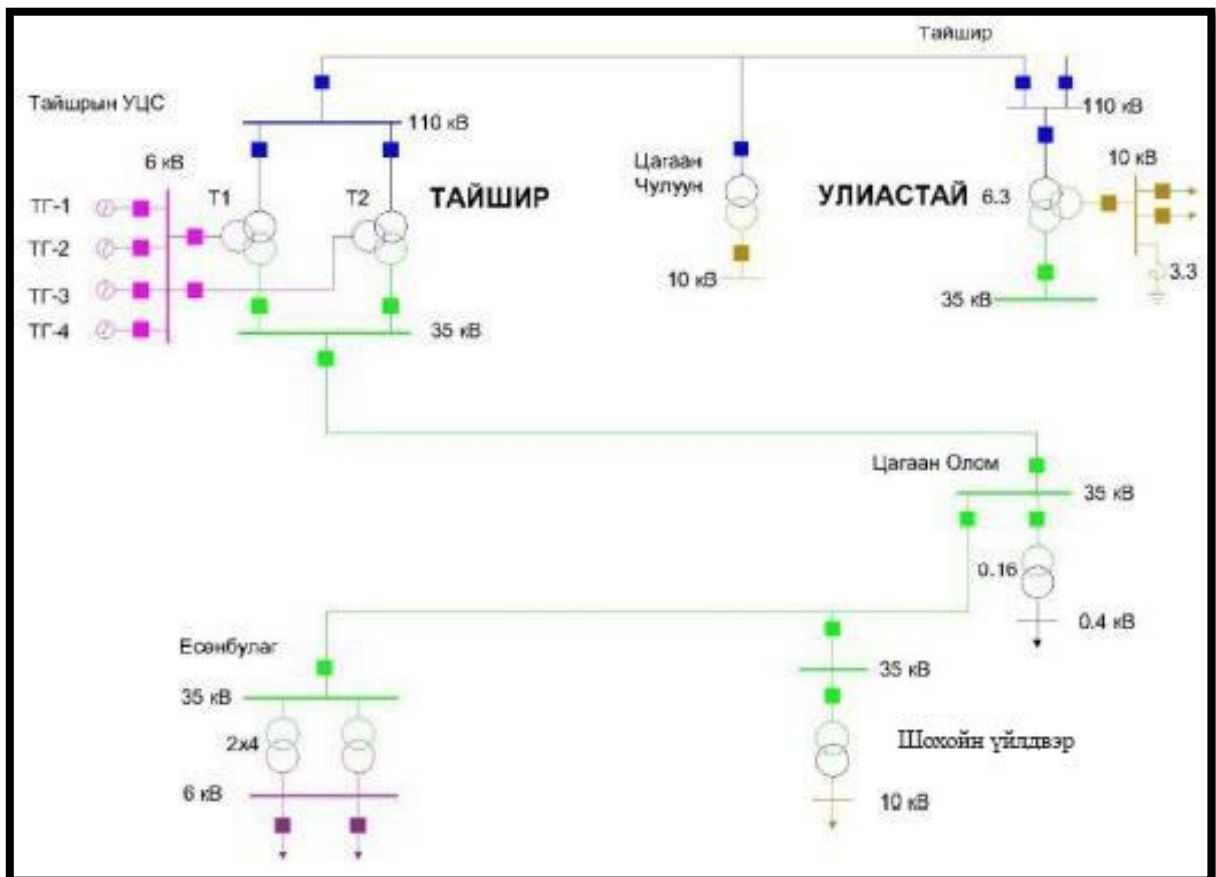 Тайшир
Тайшрын УЦС
110 кВ
110 кВ
6 кВ
Цагаан
Чулуун
10 кВ
ТГ-1
Т1
Т2
ТАЙШИР
УЛИАСТАЙ
6.3
ТГ-2
10 кВ
3.3
ТГ-3
35 кВ
ТГ-4
35 кВ
Цагаан Олом
35 кВ
0.16
0.4 кВ
Есөнбулаг
35 кВ
35 кВ
2х4
Шохойн үйлдвэр
6 кВ
10 кВ